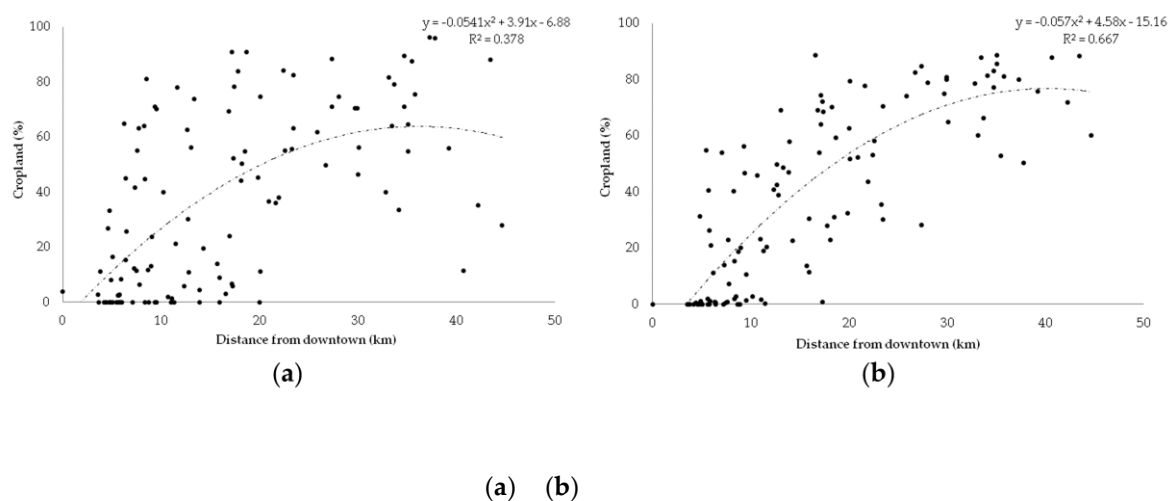 y = -0.0541x² + 3.91x - 6.88
R² = 0.378
100
80
60
40
20
0
Cropland (%)
0 10 20 30 40 50
Distance from downtown (km)
(a)
y = -0.057x² + 4.58x - 15.16
R² = 0.667
100
80
60
40
20
0
Cropland (%)
0 10 20 30 40 50
Distance from downtown (km)
(b)
(a) (b)